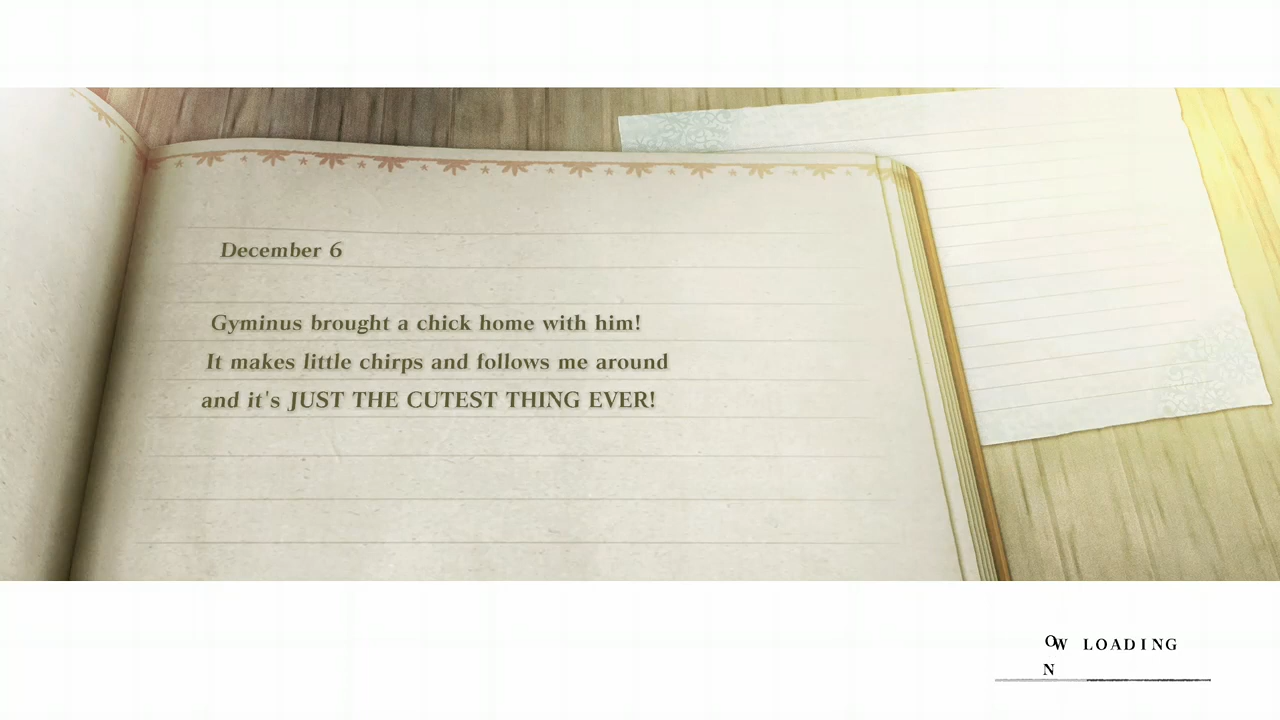 December 6
Gyminus brought a chick home with him!
It makes little chirps and follows me around
and it's JUST THE CUTEST THING EVER!
NOW LOADING